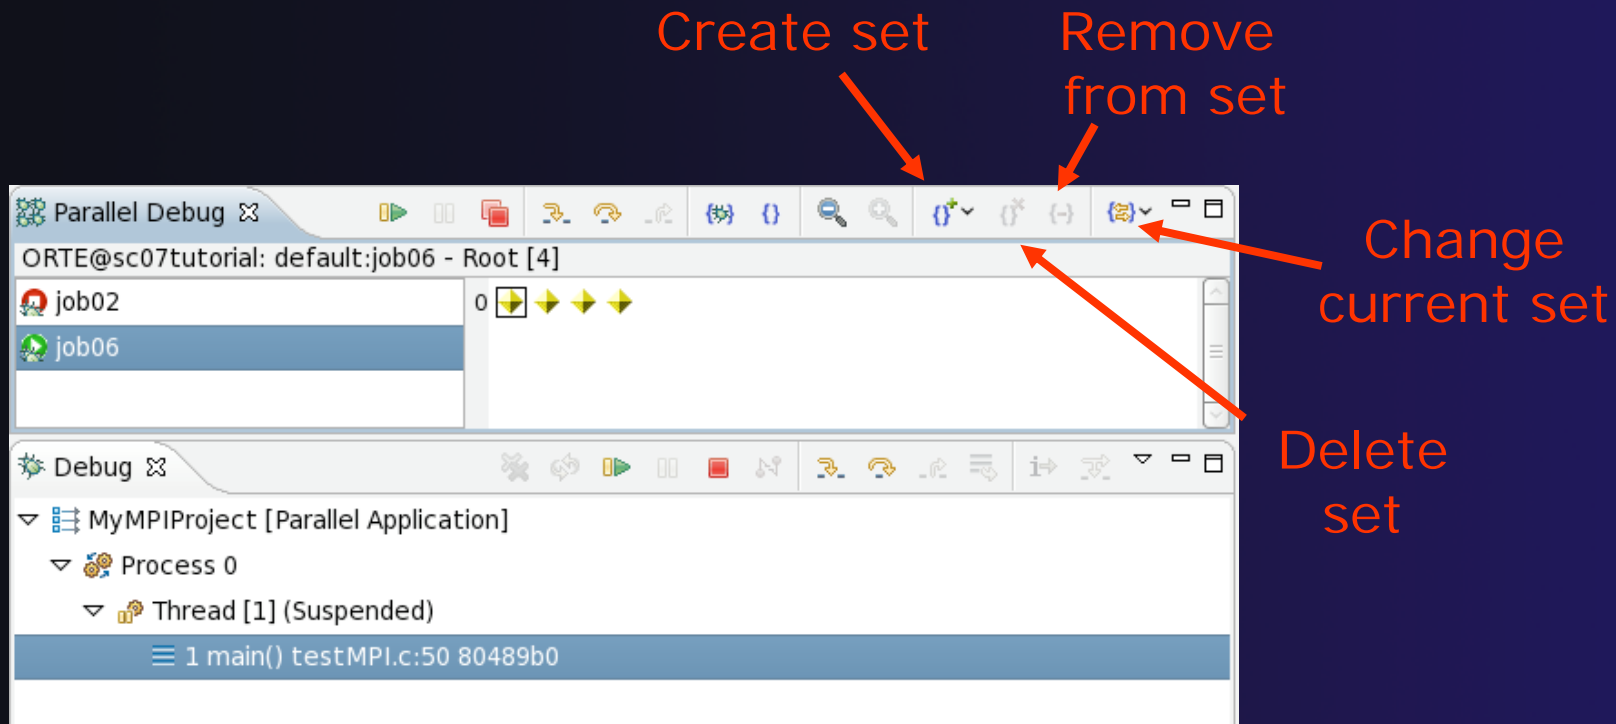 Create set
Remove
from set
Parallel Debug
ORTE@sc07tutorial: default:job06 - Root [4]
job02
0
job06
Change
current set
Debug
Delete
set
MyMPIProject [Parallel Application]
Process 0
Thread [1] (Suspended)
1 main() testMPI.c:50 80489b0